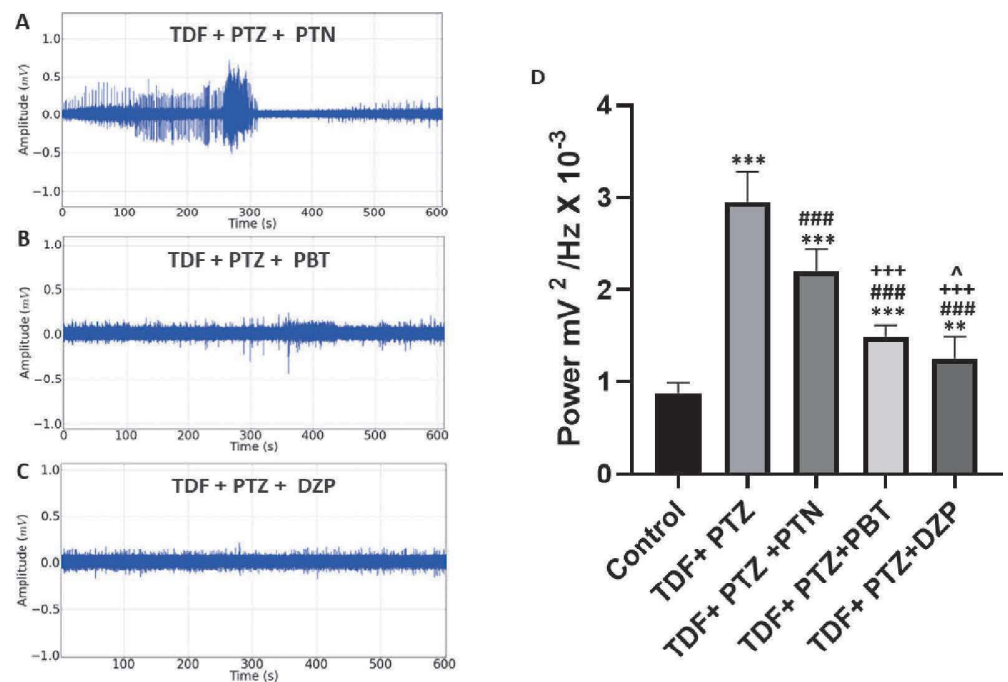 A
TDF + PTZ + PTN
Amplitude (mV)
1.0
0.5
0.0
−0.5
−1.0
0 100 200 300 400 500 600
Time (s)
B
TDF + PTZ + PBT
Amplitude (mV)
1.0
0.5
0.0
−0.5
−1.0
0 100 200 300 400 500 600
Time (s)
C
TDF + PTZ + DZP
Amplitude (mV)
1.0
0.5
0.0
−0.5
−1.0
100 200 300 400 500 600
Time (s)
D
Power mV 2 /Hz X 10-3
4
3
2
1
0
***
###
***
+++
###
***
^
+++
###
**
Control
TDF+ PTZ
TDF+ PTZ +PTN
TDF+ PTZ+PBT
TDF+ PTZ+DZP